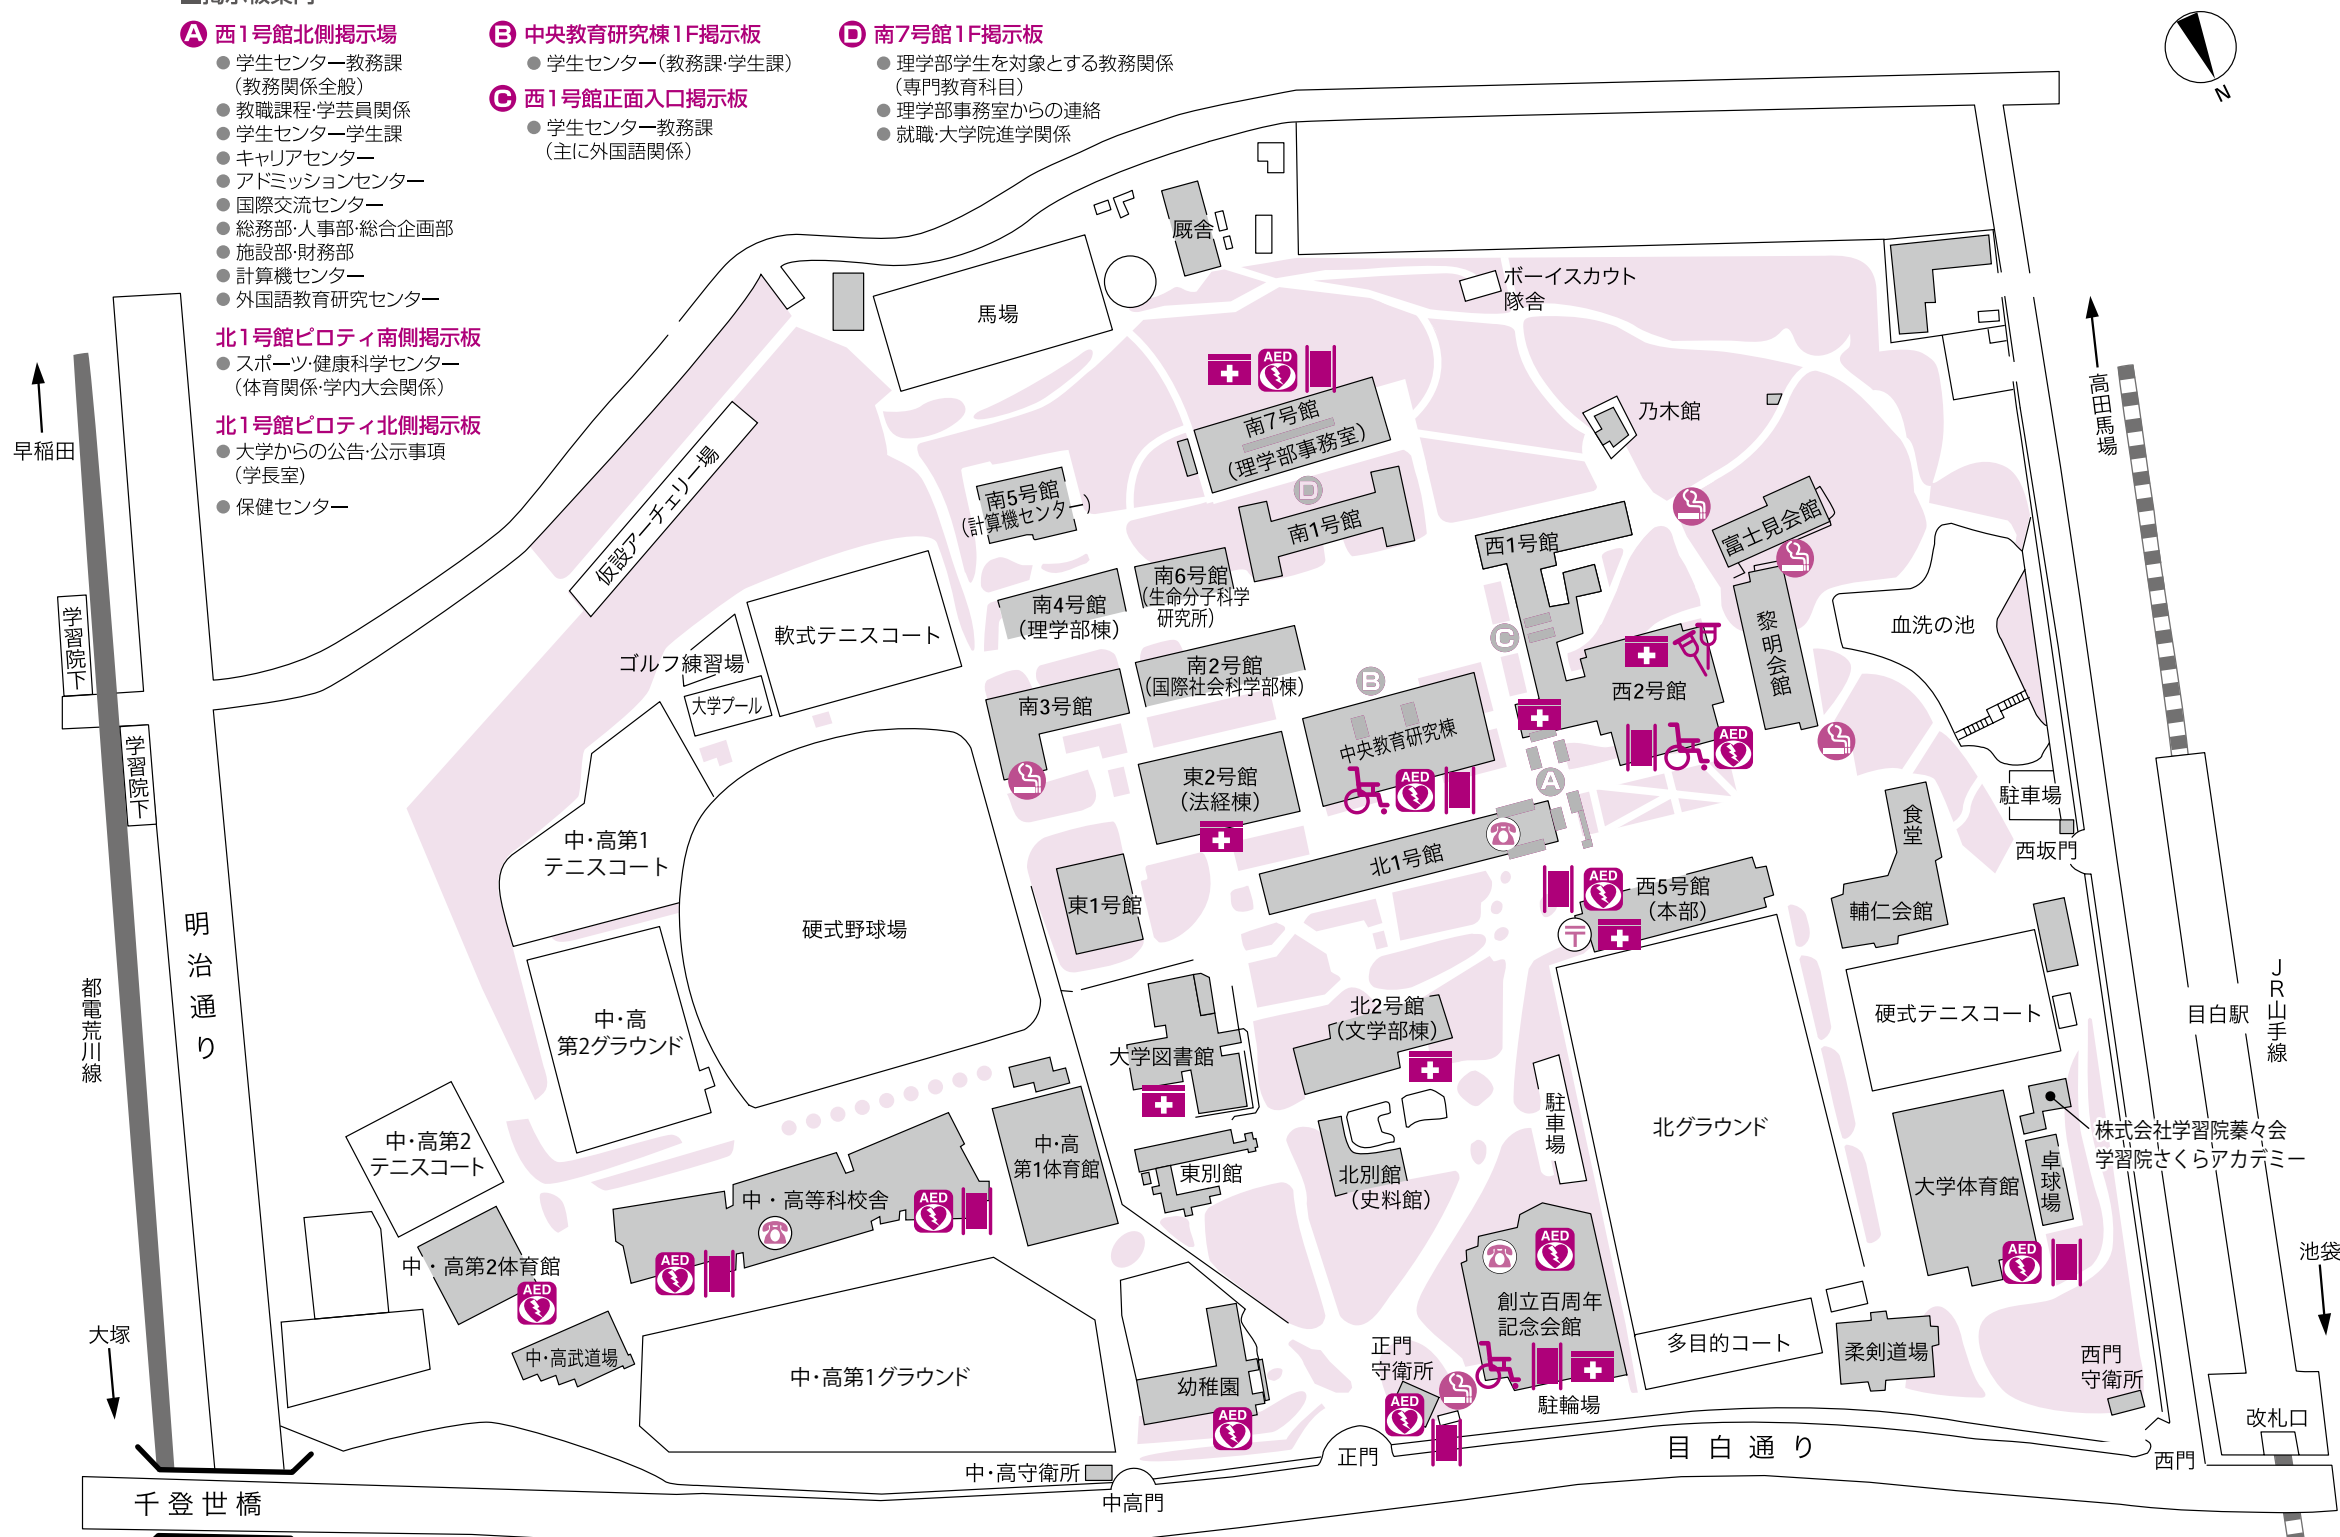 ■掲示板案内
A 西1号館北側掲示場
● 学生センター教務課
(教務関係全般)
● 教職課程・学芸員関係
● 学生センター学生課
● キャリアセンター
● アドミッションセンター
● 国際交流センター
● 総務部・人事部・総合企画部
● 施設部・財務部
● 計算機センター
● 外国語教育研究センター
北1号館ピロティ南側掲示板
● スポーツ・健康科学センター
(体育関係・学内大会関係)
北1号館ピロティ北側掲示板
● 大学からの公告・公示事項
(学長室)
● 保健センター
B 中央教育研究棟1F掲示板
● 学生センター(教務課・学生課)
C 西1号館正面入口掲示板
● 学生センター教務課
(主に外国語関係)
D 南7号館1F掲示板
● 理学部学生を対象とする教務関係
(専門教育科目)
● 理学部事務室からの連絡
● 就職・大学院進学関係
N
厩舎
馬場
ボーイスカウト
隊舎
高田馬場
早稲田
AED
南7号館
(理学部事務室)
D
乃木館
仮設アーチェリー場
南5号館
(計算機センター)
南1号館
西1号館
富士見会館
南6号館
(生命分子科学
研究所)
南4号館
(理学部棟)
軟式テニスコート
ゴルフ練習場
大学プール
学習院下
学習院下
南2号館
(国際社会科学部棟)
南3号館
C
B
西2号館
AED
黎明会館
血洗の池
中央教育研究棟
AED
東2号館
(法経棟)
A
駐車場
西坂門
食堂
輔仁会館
中・高第1
テニスコート
硬式野球場
東1号館
北1号館
AED
西5号館
(本部)
〒
明治通り
都電荒川線
中・高
第2グラウンド
大学図書館
北2号館
(文学部棟)
硬式テニスコート
目白駅
JR山手線
駐車場
北グラウンド
株式会社学習院蓁々会
学習院さくらアカデミー
中・高第2
テニスコート
中・高
第1体育館
東別館
北別館
(史料館)
大学体育館
卓球場
AED
中・高等科校舎
AED
AED
中・高第2体育館
AED
AED
創立百周年
記念会館
池袋
大塚
中・高武道場
中・高第1グラウンド
幼稚園
AED
正門
守衛所
AED
駐輪場
多目的コート
柔剣道場
西門
守衛所
改札口
目白通り
正門
西門
中・高守衛所
中高門
千登世橋